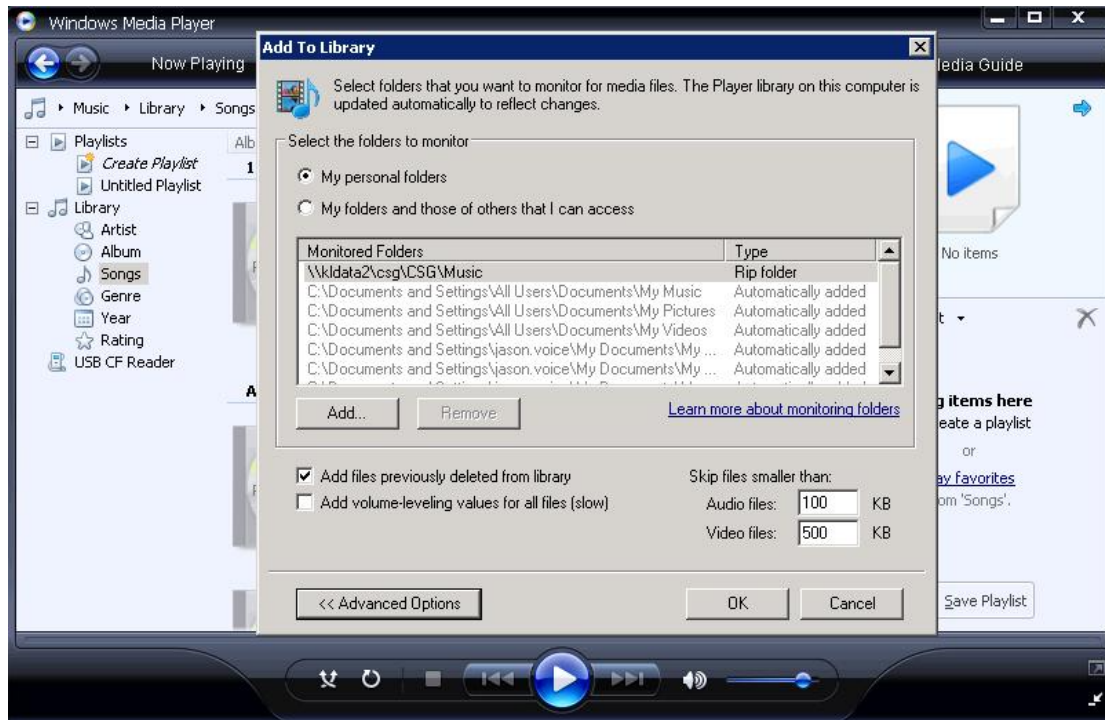 Windows Media Player
Now Playing
Media Guide
Music Library Songs
Playlists
Create Playlist
Untitled Playlist
Library
Artist
Album
Songs
Genre
Year
Rating
USB CF Reader
Alb
1
A
Add To Library
Select folders that you want to monitor for media files. The Player library on this computer is
updated automatically to reflect changes.
Select the folders to monitor
My personal folders
My folders and those of others that I can access
Monitored Folders Type
\\kldata2\csg\CSG\Music Rip folder
C:\Documents and Settings\All Users\Documents\My Music Automatically added
C:\Documents and Settings\All Users\Documents\My Pictures Automatically added
C:\Documents and Settings\All Users\Documents\My Videos Automatically added
C:\Documents and Settings\jason.voice\My Documents\My ... Automatically added
C:\Documents and Settings\jason.voice\My Documents\My ... Automatically added
Add... Remove Learn more about monitoring folders
Add files previously deleted from library
Add volume-leveling values for all files (slow)
Skip files smaller than:
Audio files: 100 KB
Video files: 500 KB
<< Advanced Options OK Cancel
No items
t
g items here
eate a playlist
or
ay favorites
om 'Songs'.
Save Playlist